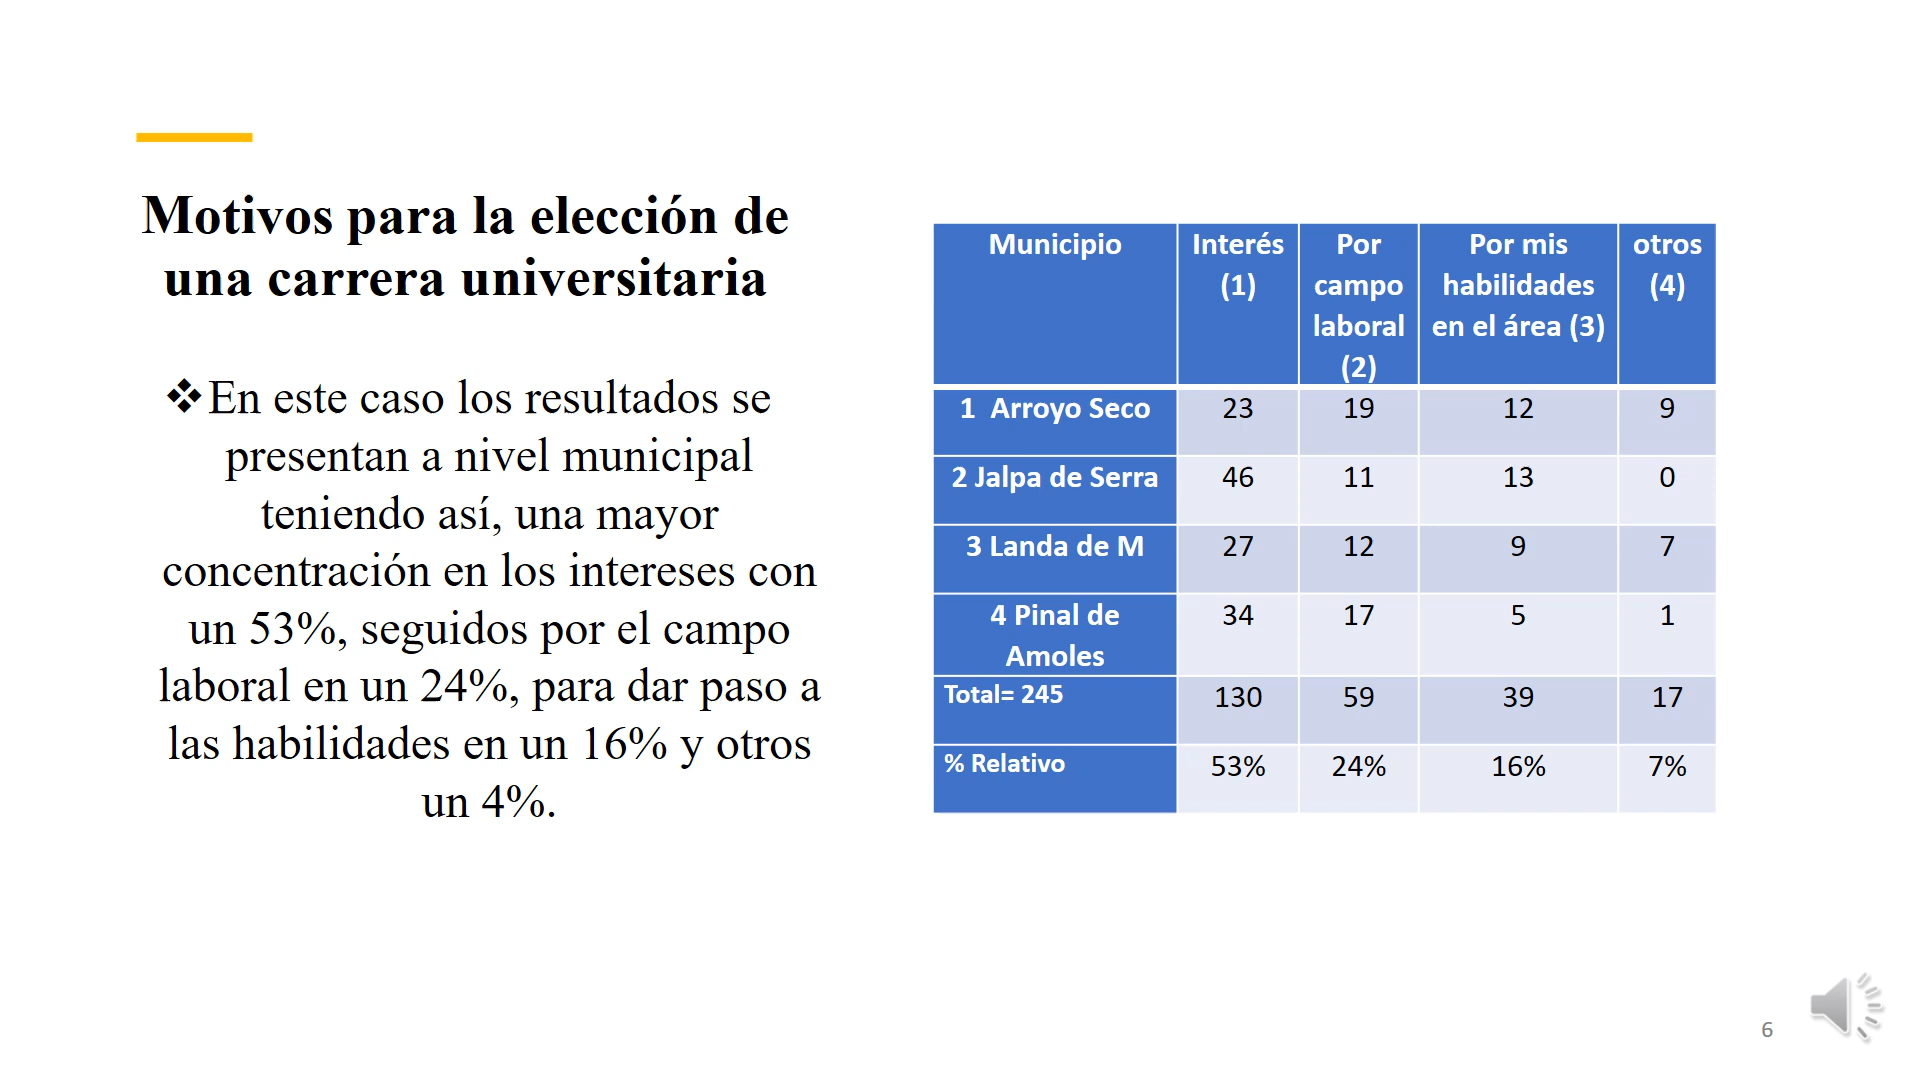 Motivos para la elección de
una carrera universitaria
❖En este caso los resultados se
presentan a nivel municipal
teniendo así, una mayor
concentración en los intereses con
un 53%, seguidos por el campo
laboral en un 24%, para dar paso a
las habilidades en un 16% y otros
un 4%.
Municipio Interés (1) Por campo laboral (2) Por mis habilidades en el área (3) otros (4)
1 Arroyo Seco 23 19 12 9
2 Jalpa de Serra 46 11 13 0
3 Landa de M 27 12 9 7
4 Pinal de Amoles 34 17 5 1
Total= 245 130 59 39 17
% Relativo 53% 24% 16% 7%
6